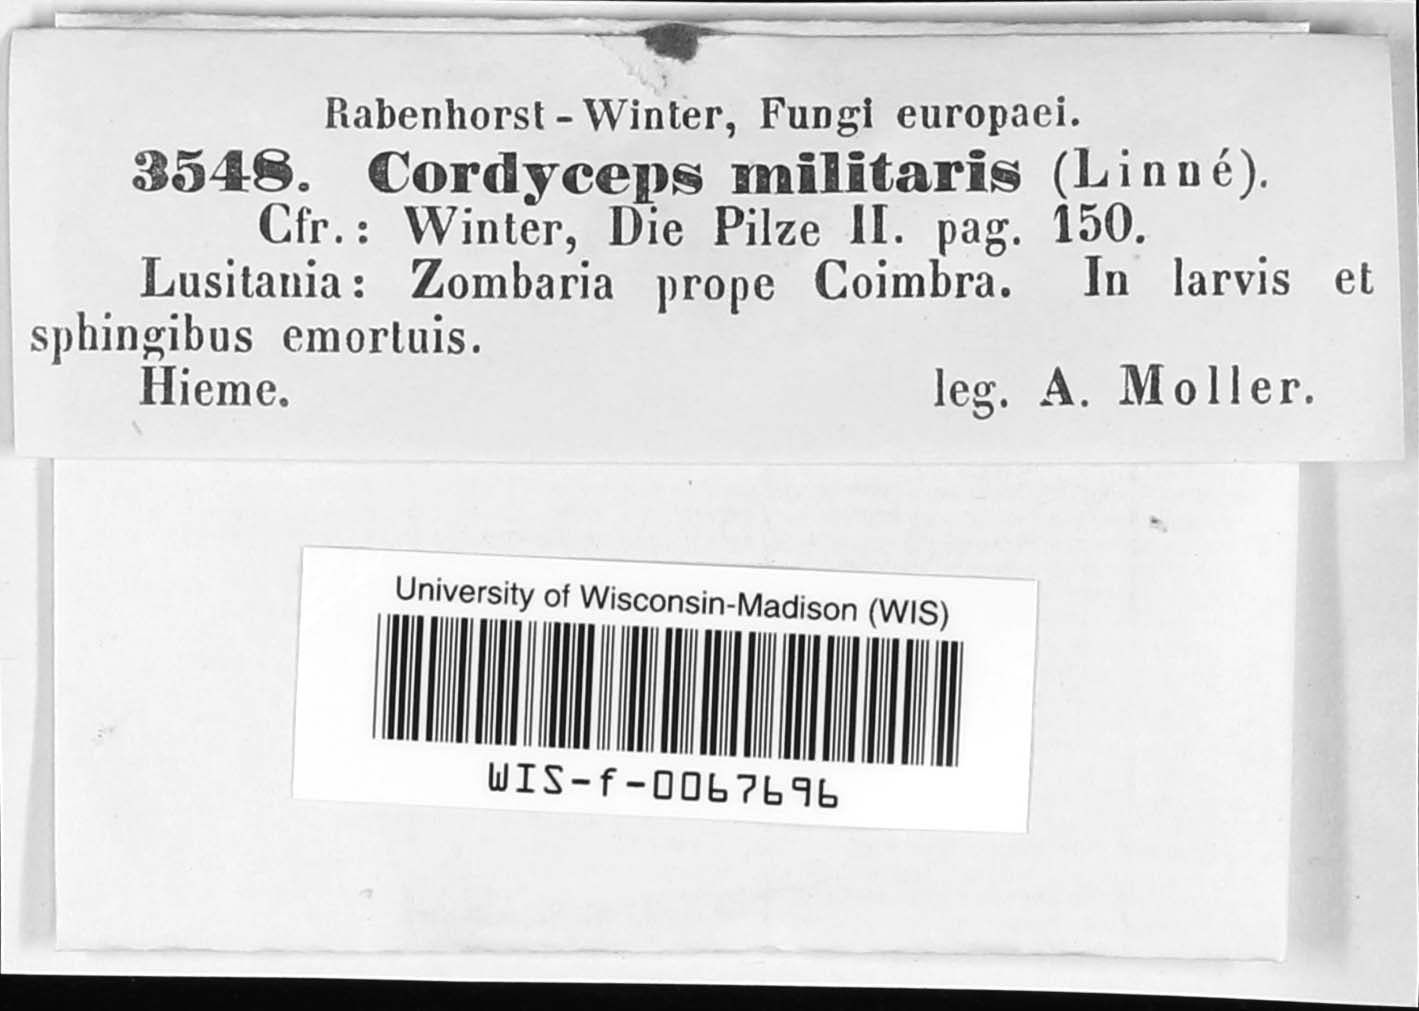 Rabenhorst-Winter, Fungi europaei.
3548. Cordyceps militaris (Linné).
Cfr.: Winter, Die Pilze II. pag. 150.
Lusitania: Zombaria prope Coimbra. In larvis et
sphingibus emortuis.
Hieme. leg. A. Moller.
University of Wisconsin-Madison (WIS)
WIS-f-0067696